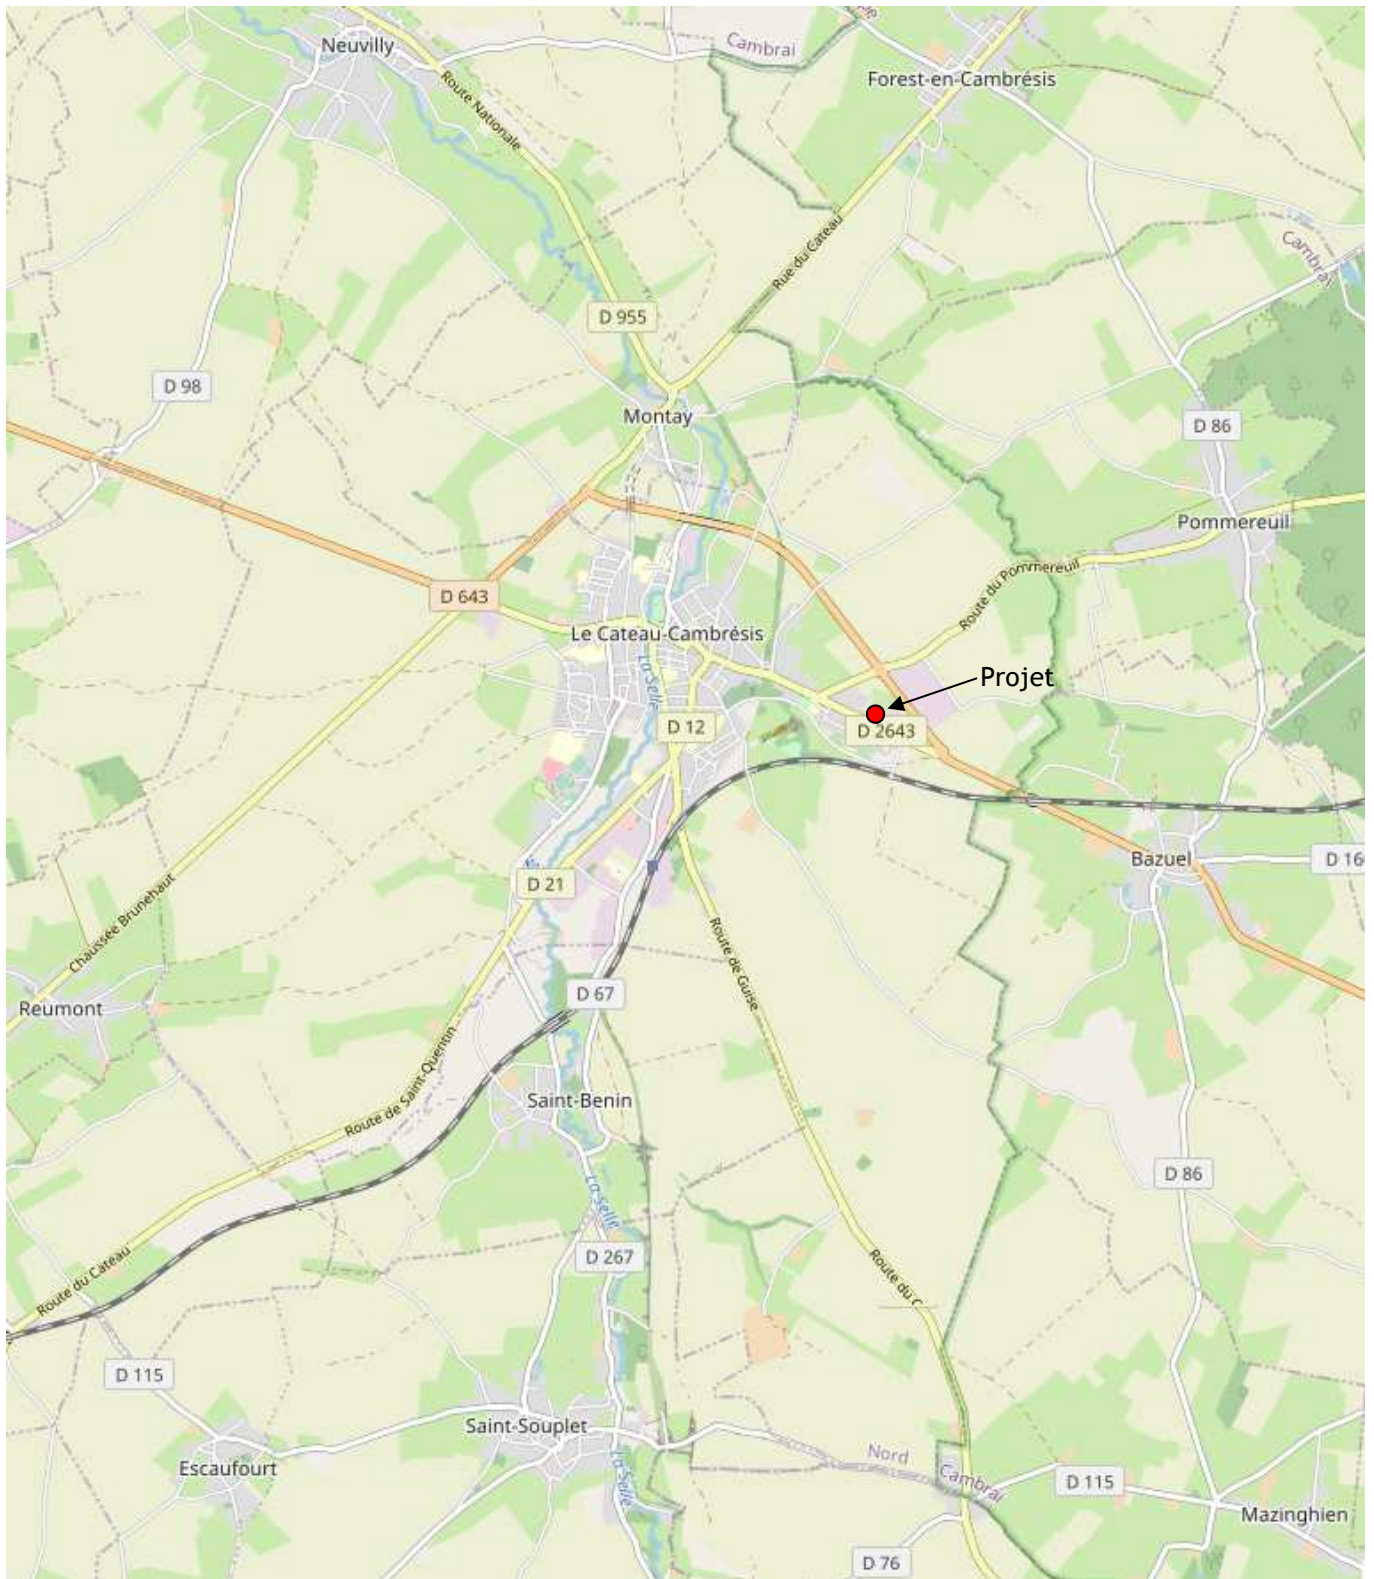 Neuvilly
Cambrai
Forest-en-Cambrésis
Route Nationale
Rue du Cateau
Cambrai
D 955
D 98
Montay
D 86
Pommereuil
Route du Pommereuil
D 643
Le Cateau-Cambrésis
La Selle
Projet
D 12
D 2643
Bazuel
D 16
D 21
Chaussée Brunehaut
Route de Guise
D 67
Reumont
Route de Saint-Quentin
Saint-Benin
D 86
La Selle
Route du Cateau
D 267
Route du C
D 115
Saint-Souplet
Nord
Cambrai
Escaufourt
La Selle
D 115
Mazinghien
D 76